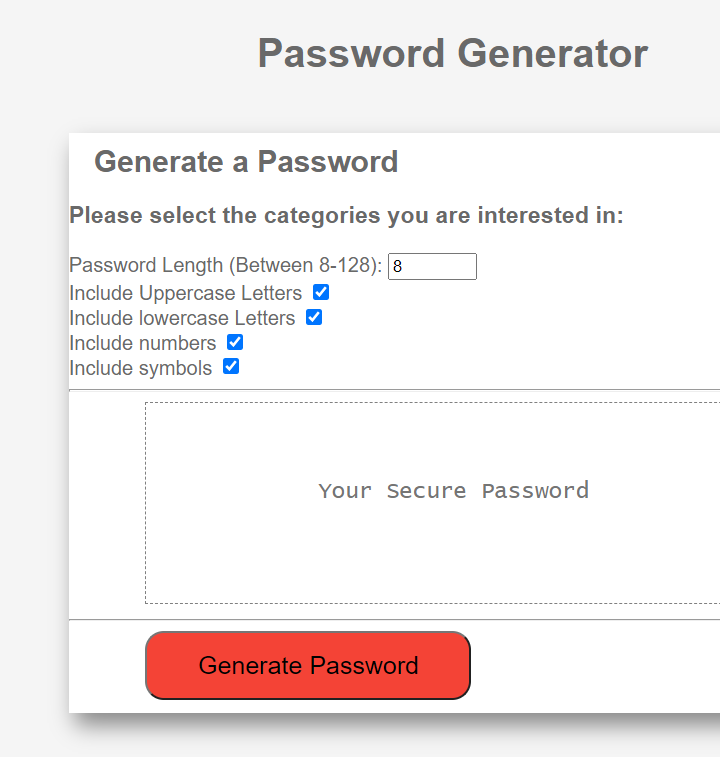 Password Generator
Generate a Password
Please select the categories you are interested in:
Password Length (Between 8-128): 8
Include Uppercase Letters
Include lowercase Letters
Include numbers
Include symbols
Your Secure Password
Generate Password